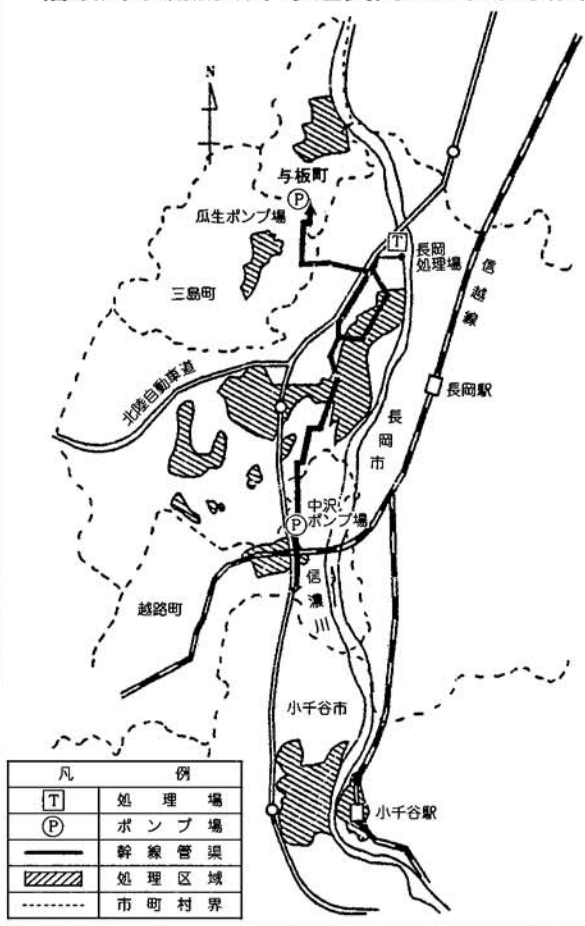 N
与板町
P
瓜生ポンプ場
T
長岡
処理場
信越線
三島町
北陸自動車道
長岡駅
長岡市
中沢
P
ポンプ場
信濃川
越路町
小千谷市
小千谷駅
凡例
T 処理場
P ポンプ場
幹線管渠
処理区域
市町村界